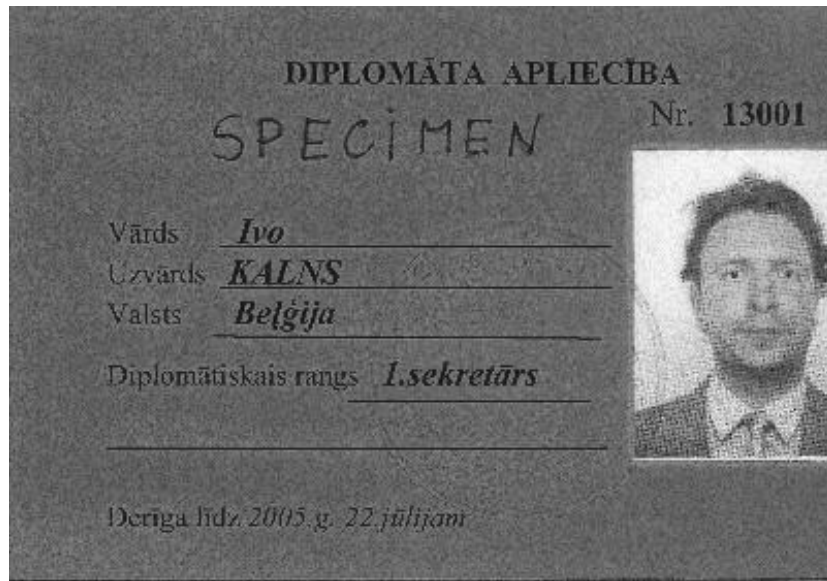 DIPLOMĀTA APLIECĪBA
Nr. 13001
SPECIMEN
Vārds Ivo
Uzvārds KALNS
Valsts Beļģija
Diplomātiskais rangs 1.sekretārs
Derīga līdz 2005.g. 22.jūlijam